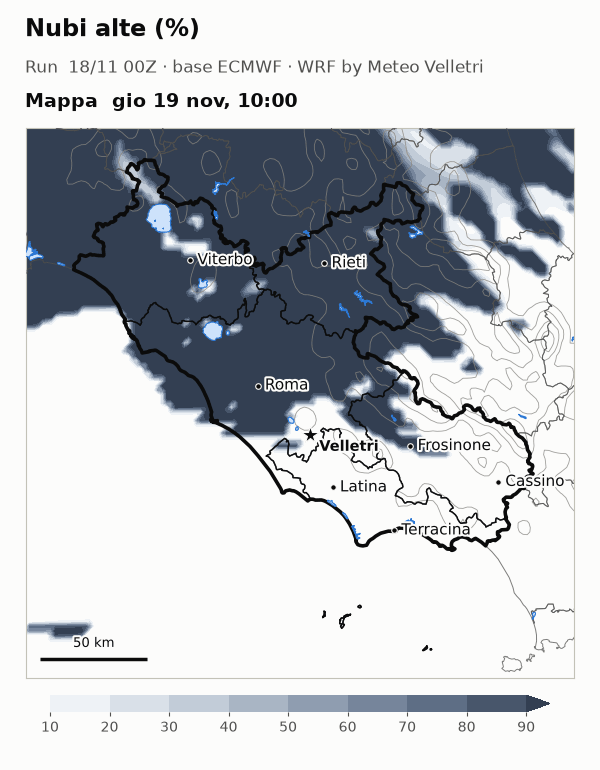 Nubi alte (%)
Run 18/11 00Z · base ECMWF · WRF by Meteo Velletri
Mappa gio 19 nov, 10:00
Viterbo
Rieti
Roma
Velletri
Frosinone
Latina
Cassino
Terracina
50 km
10 20 30 40 50 60 70 80 90